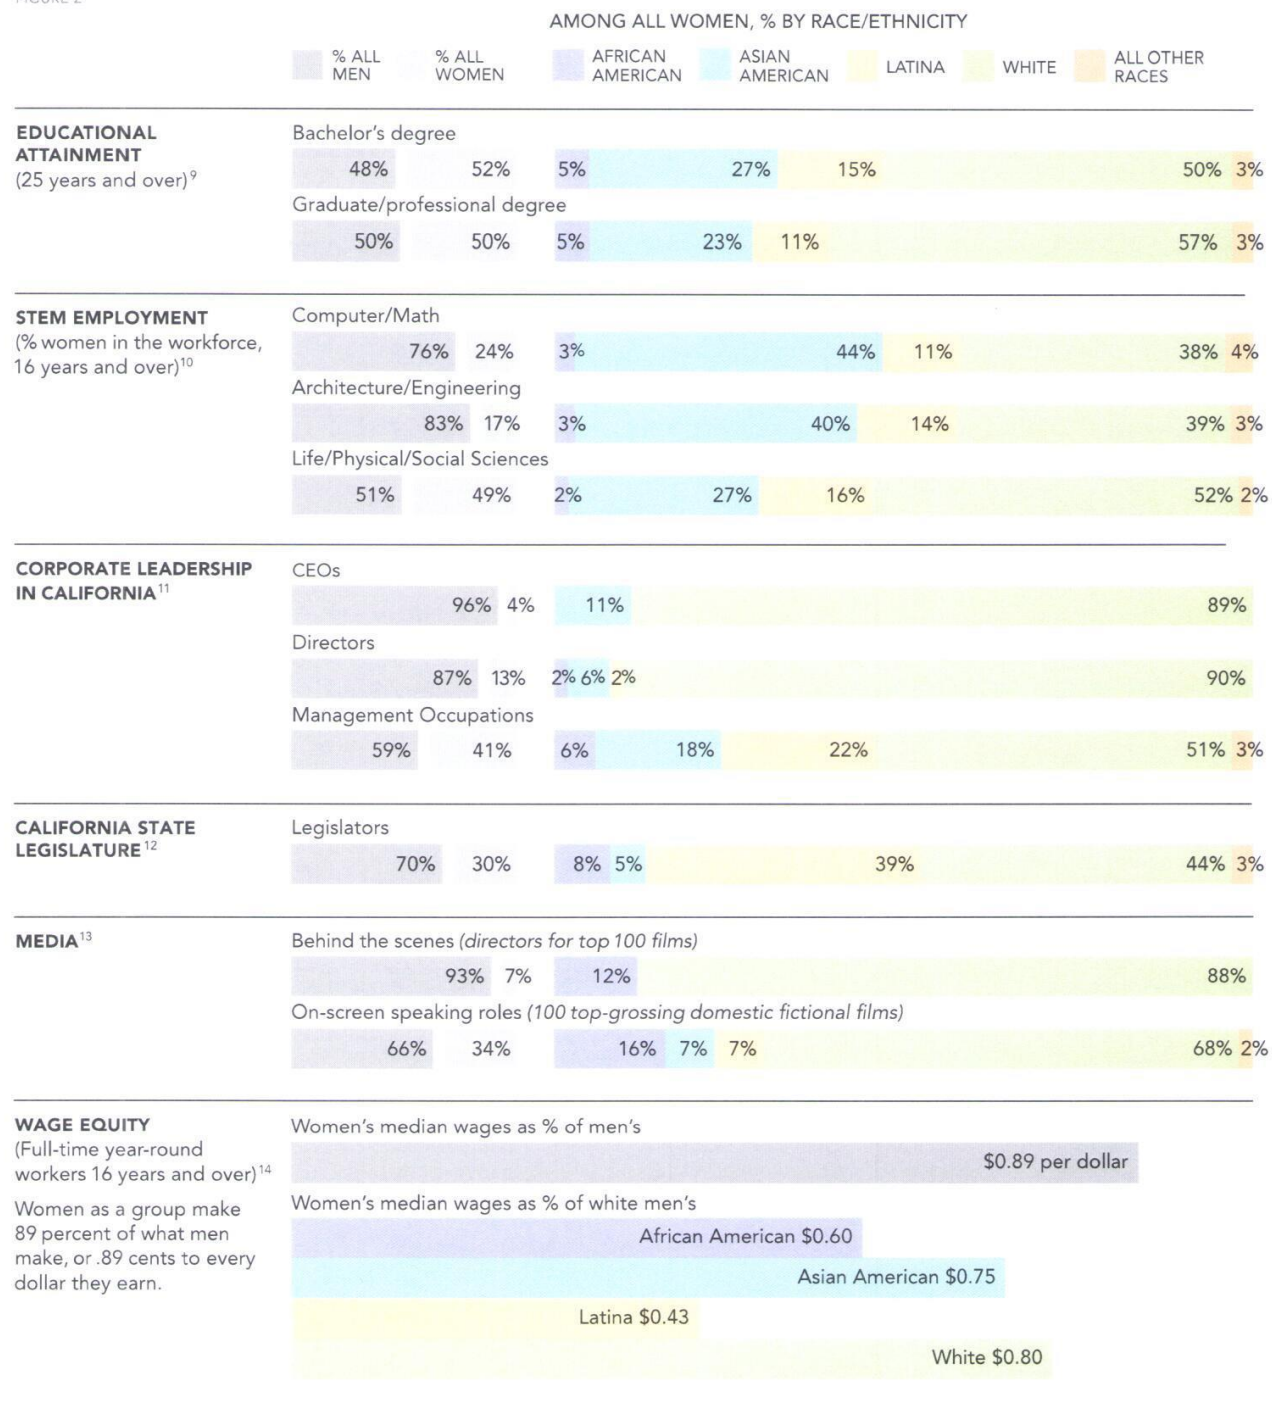 AMONG ALL WOMEN, % BY RACE/ETHNICITY
% ALL MEN
% ALL WOMEN
AFRICAN AMERICAN
ASIAN AMERICAN
LATINA
WHITE
ALL OTHER RACES
EDUCATIONAL
ATTAINMENT
(25 years and over)9
Bachelor's degree
48% 52% 5% 27% 15% 50% 3%
Graduate/professional degree
50% 50% 5% 23% 11% 57% 3%
STEM EMPLOYMENT
(% women in the workforce,
16 years and over)10
Computer/Math
76% 24% 3% 44% 11% 38% 4%
Architecture/Engineering
83% 17% 3% 40% 14% 39% 3%
Life/Physical/Social Sciences
51% 49% 2% 27% 16% 52% 2%
CORPORATE LEADERSHIP
IN CALIFORNIA11
CEOs
96% 4% 11% 89%
Directors
87% 13% 2% 6% 2% 90%
Management Occupations
59% 41% 6% 18% 22% 51% 3%
CALIFORNIA STATE
LEGISLATURE12
Legislators
70% 30% 8% 5% 39% 44% 3%
MEDIA13
Behind the scenes (directors for top 100 films)
93% 7% 12% 88%
On-screen speaking roles (100 top-grossing domestic fictional films)
66% 34% 16% 7% 7% 68% 2%
WAGE EQUITY
(Full-time year-round
workers 16 years and over)14
Women as a group make
89 percent of what men
make, or .89 cents to every
dollar they earn.
Women's median wages as % of men's
$0.89 per dollar
Women's median wages as % of white men's
African American $0.60
Asian American $0.75
Latina $0.43
White $0.80